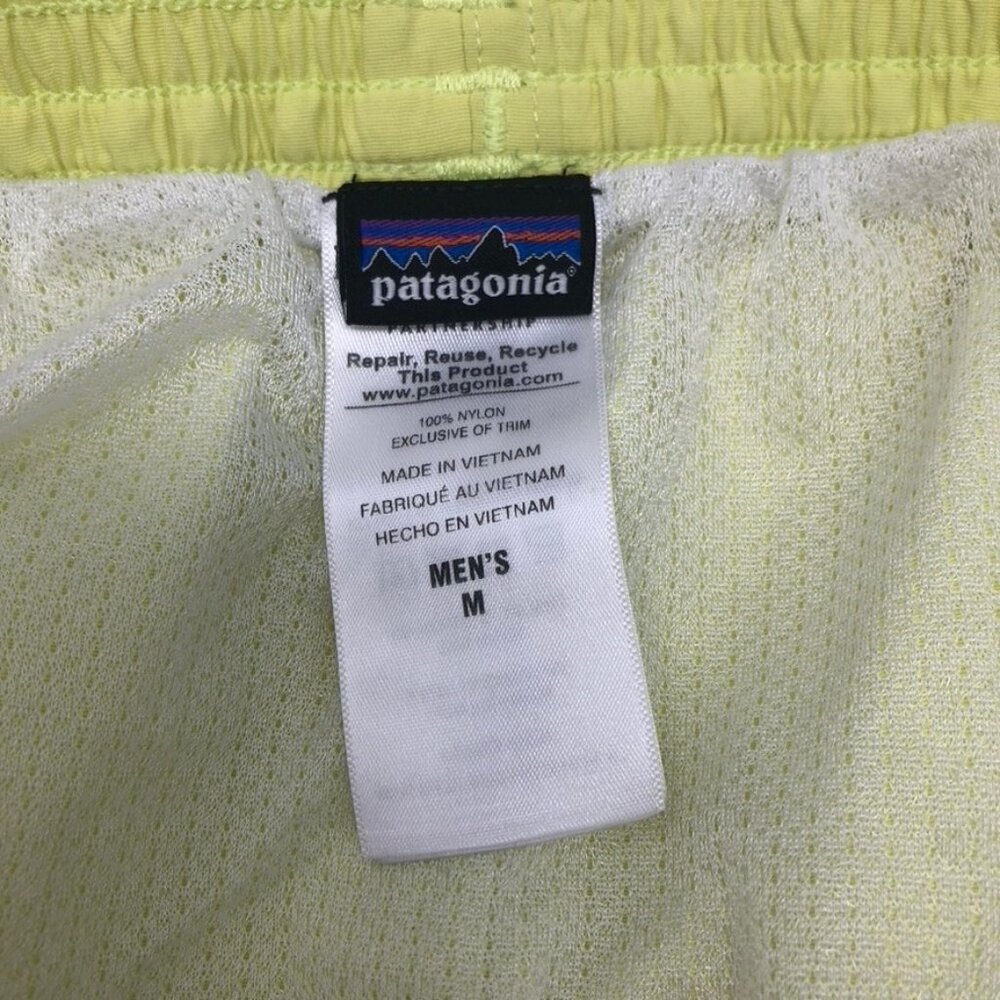 patagonia®
PARTNERSHIP
Repair, Reuse, Recycle
This Product
www.patagonia.com
100% NYLON
EXCLUSIVE OF TRIM
MADE IN VIETNAM
FABRIQUÉ AU VIETNAM
HECHO EN VIETNAM
MEN'S
M